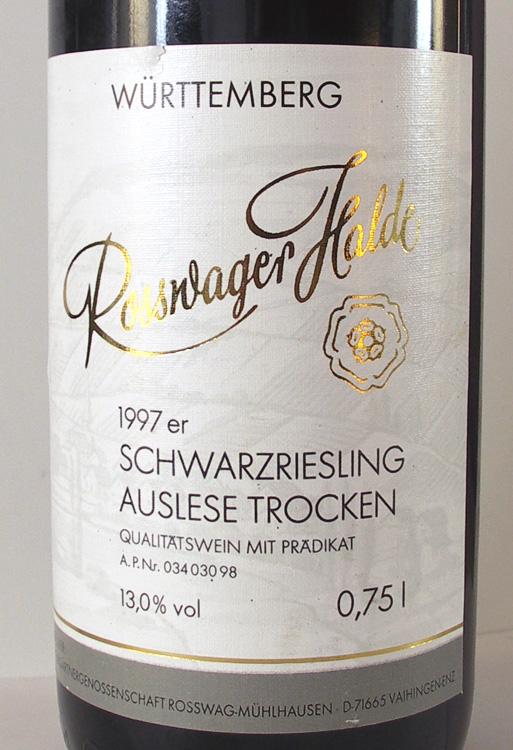 WÜRTTEMBERG
Rosswager Halde
1997 er
SCHWARZRIESLING
AUSLESE TROCKEN
QUALITÄTSWEIN MIT PRÄDIKAT
A.P.Nr. 034 030 98
13,0% vol 0,75 l
ROSSWAG-MÜHLHAUSEN · D-71665 VAIHINGEN-ENZ